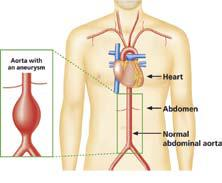 Aorta with
an aneurysm
Heart
Abdomen
Normal
abdominal aorta